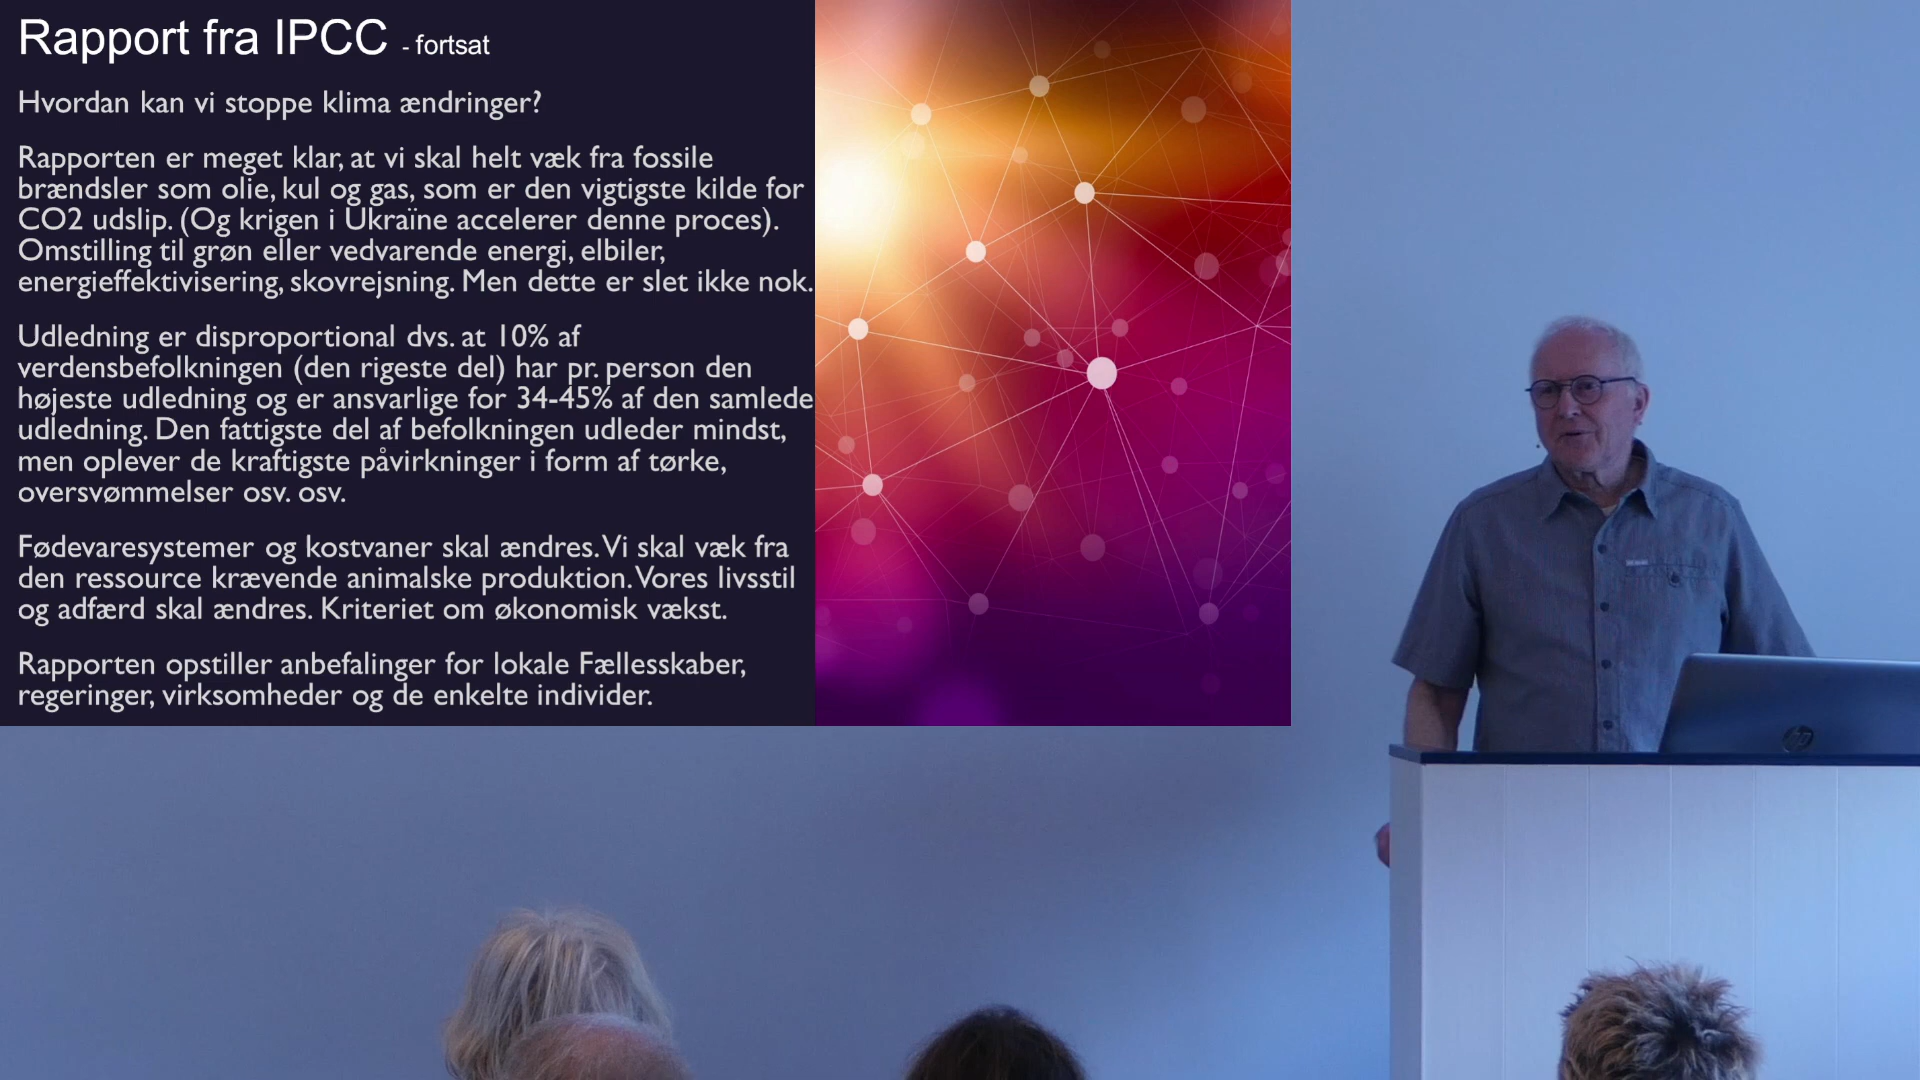 Rapport fra IPCC - fortsat
Hvordan kan vi stoppe klima ændringer?
Rapporten er meget klar, at vi skal helt væk fra fossile
brændsler som olie, kul og gas, som er den vigtigste kilde for
CO2 udslip. (Og krigen i Ukraïne accelerer denne proces).
Omstilling til grøn eller vedvarende energi, elbiler,
energieffektivisering, skovrejsning. Men dette er slet ikke nok.
Udledning er disproportional dvs. at 10% af
verdensbefolkningen (den rigeste del) har pr. person den
højeste udledning og er ansvarlige for 34-45% af den samlede
udledning. Den fattigste del af befolkningen udleder mindst,
men oplever de kraftigste påvirkninger i form af tørke,
oversvømmelser osv. osv.
Fødevaresystemer og kostvaner skal ændres. Vi skal væk fra
den ressource krævende animalske produktion. Vores livsstil
og adfærd skal ændres. Kriteriet om økonomisk vækst.
Rapporten opstiller anbefalinger for lokale Fællesskaber,
regeringer, virksomheder og de enkelte individer.
hp